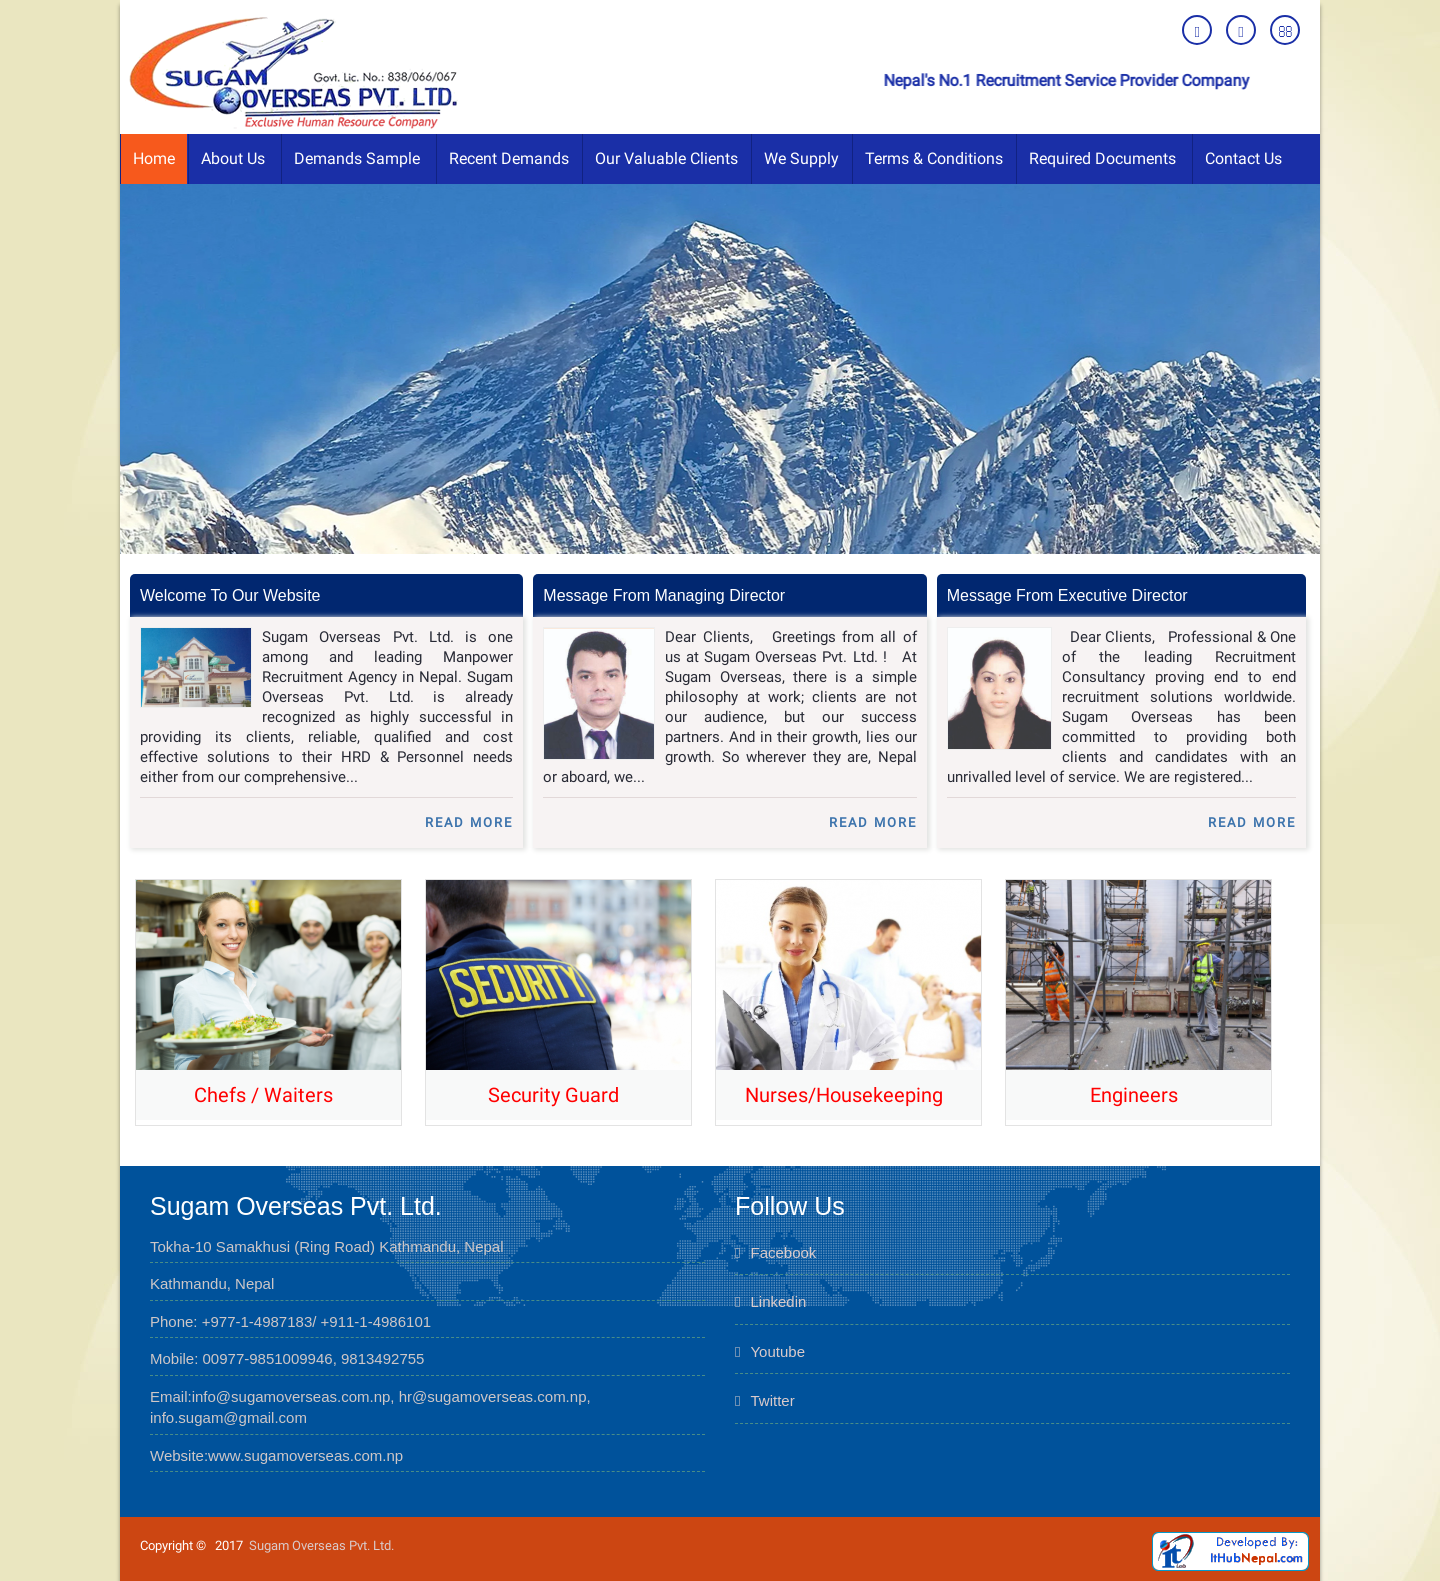 SUGAM
Govt. Lic. No.: 838/066/067
OVERSEAS PVT. LTD.
Exclusive Human Resource Company
Nepal's No.1 Recruitment Service Provider Company
Home About Us Demands Sample Recent Demands Our Valuable Clients We Supply Terms & Conditions Required Documents Contact Us
Welcome To Our Website
Sugam Overseas Pvt. Ltd. is one
among and leading Manpower
Recruitment Agency in Nepal. Sugam
Overseas Pvt. Ltd. is already
recognized as highly successful in
providing its clients, reliable, qualified and cost
effective solutions to their HRD & Personnel needs
either from our comprehensive...
READ MORE
Message From Managing Director
Dear Clients, Greetings from all of
us at Sugam Overseas Pvt. Ltd. ! At
Sugam Overseas, there is a simple
philosophy at work; clients are not
our audience, but our success
partners. And in their growth, lies our
growth. So wherever they are, Nepal
or aboard, we...
READ MORE
Message From Executive Director
Dear Clients, Professional & One
of the leading Recruitment
Consultancy proving end to end
recruitment solutions worldwide.
Sugam Overseas has been
committed to providing both
clients and candidates with an
unrivalled level of service. We are registered...
READ MORE
SECURITY
Chefs / Waiters
Security Guard
Nurses/Housekeeping
Engineers
Sugam Overseas Pvt. Ltd.
Tokha-10 Samakhusi (Ring Road) Kathmandu, Nepal
Kathmandu, Nepal
Phone: +977-1-4987183/ +911-1-4986101
Mobile: 00977-9851009946, 9813492755
Email:info@sugamoverseas.com.np, hr@sugamoverseas.com.np,
info.sugam@gmail.com
Website:www.sugamoverseas.com.np
Follow Us
Facebook
Linkedin
Youtube
Twitter
Copyright © 2017 Sugam Overseas Pvt. Ltd.
Developed By:
ItHubNepal.com